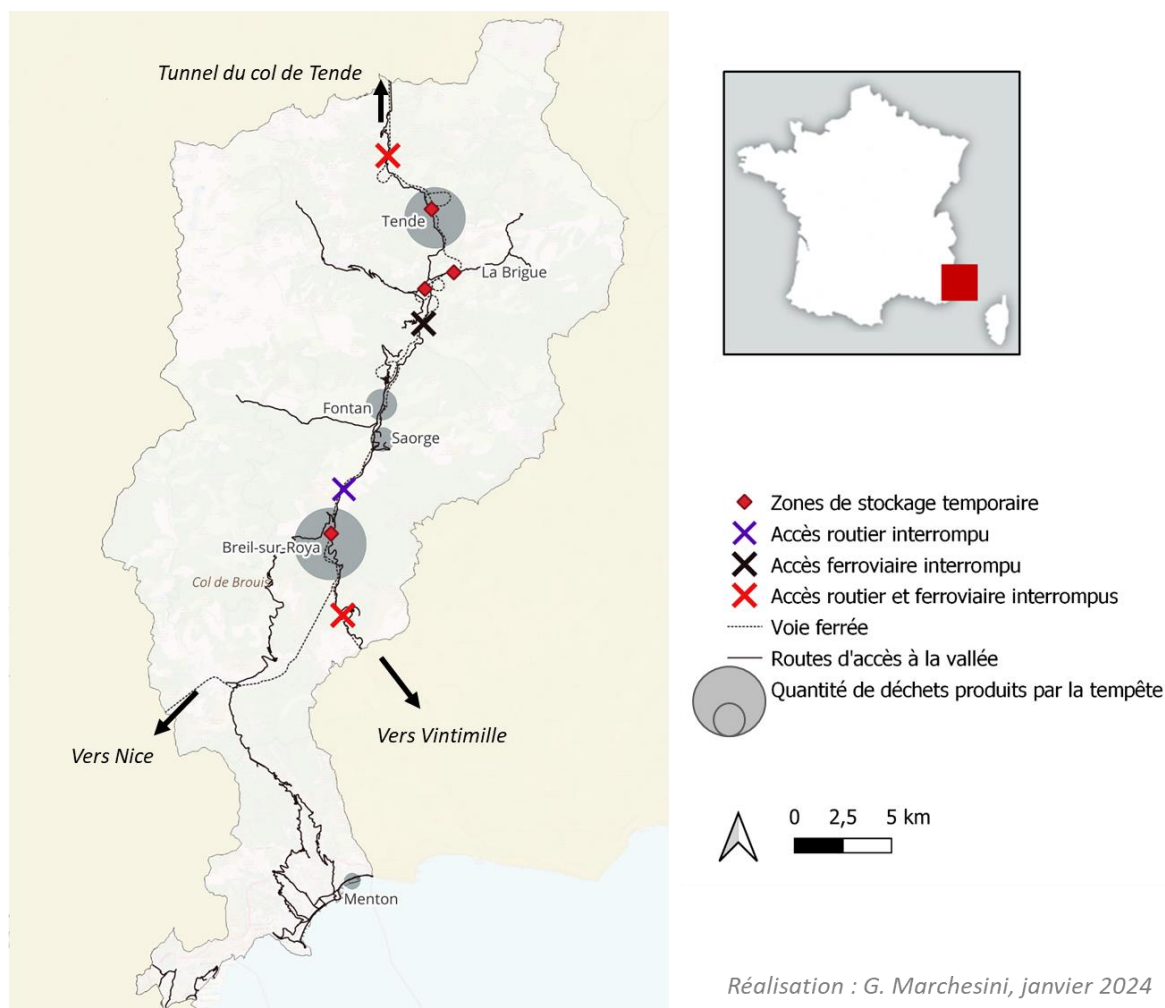 Tunnel du col de Tende
Tende
La Brigue
Fontan
Saorge
Breil-sur-Roya
Col de Brouis
Vers Vintimille
Vers Nice
Menton
Zones de stockage temporaire
Accès routier interrompu
Accès ferroviaire interrompu
Accès routier et ferroviaire interrompus
Voie ferrée
Routes d'accès à la vallée
Quantité de déchets produits par la tempête
0 2,5 5 km
Réalisation : G. Marchesini, janvier 2024